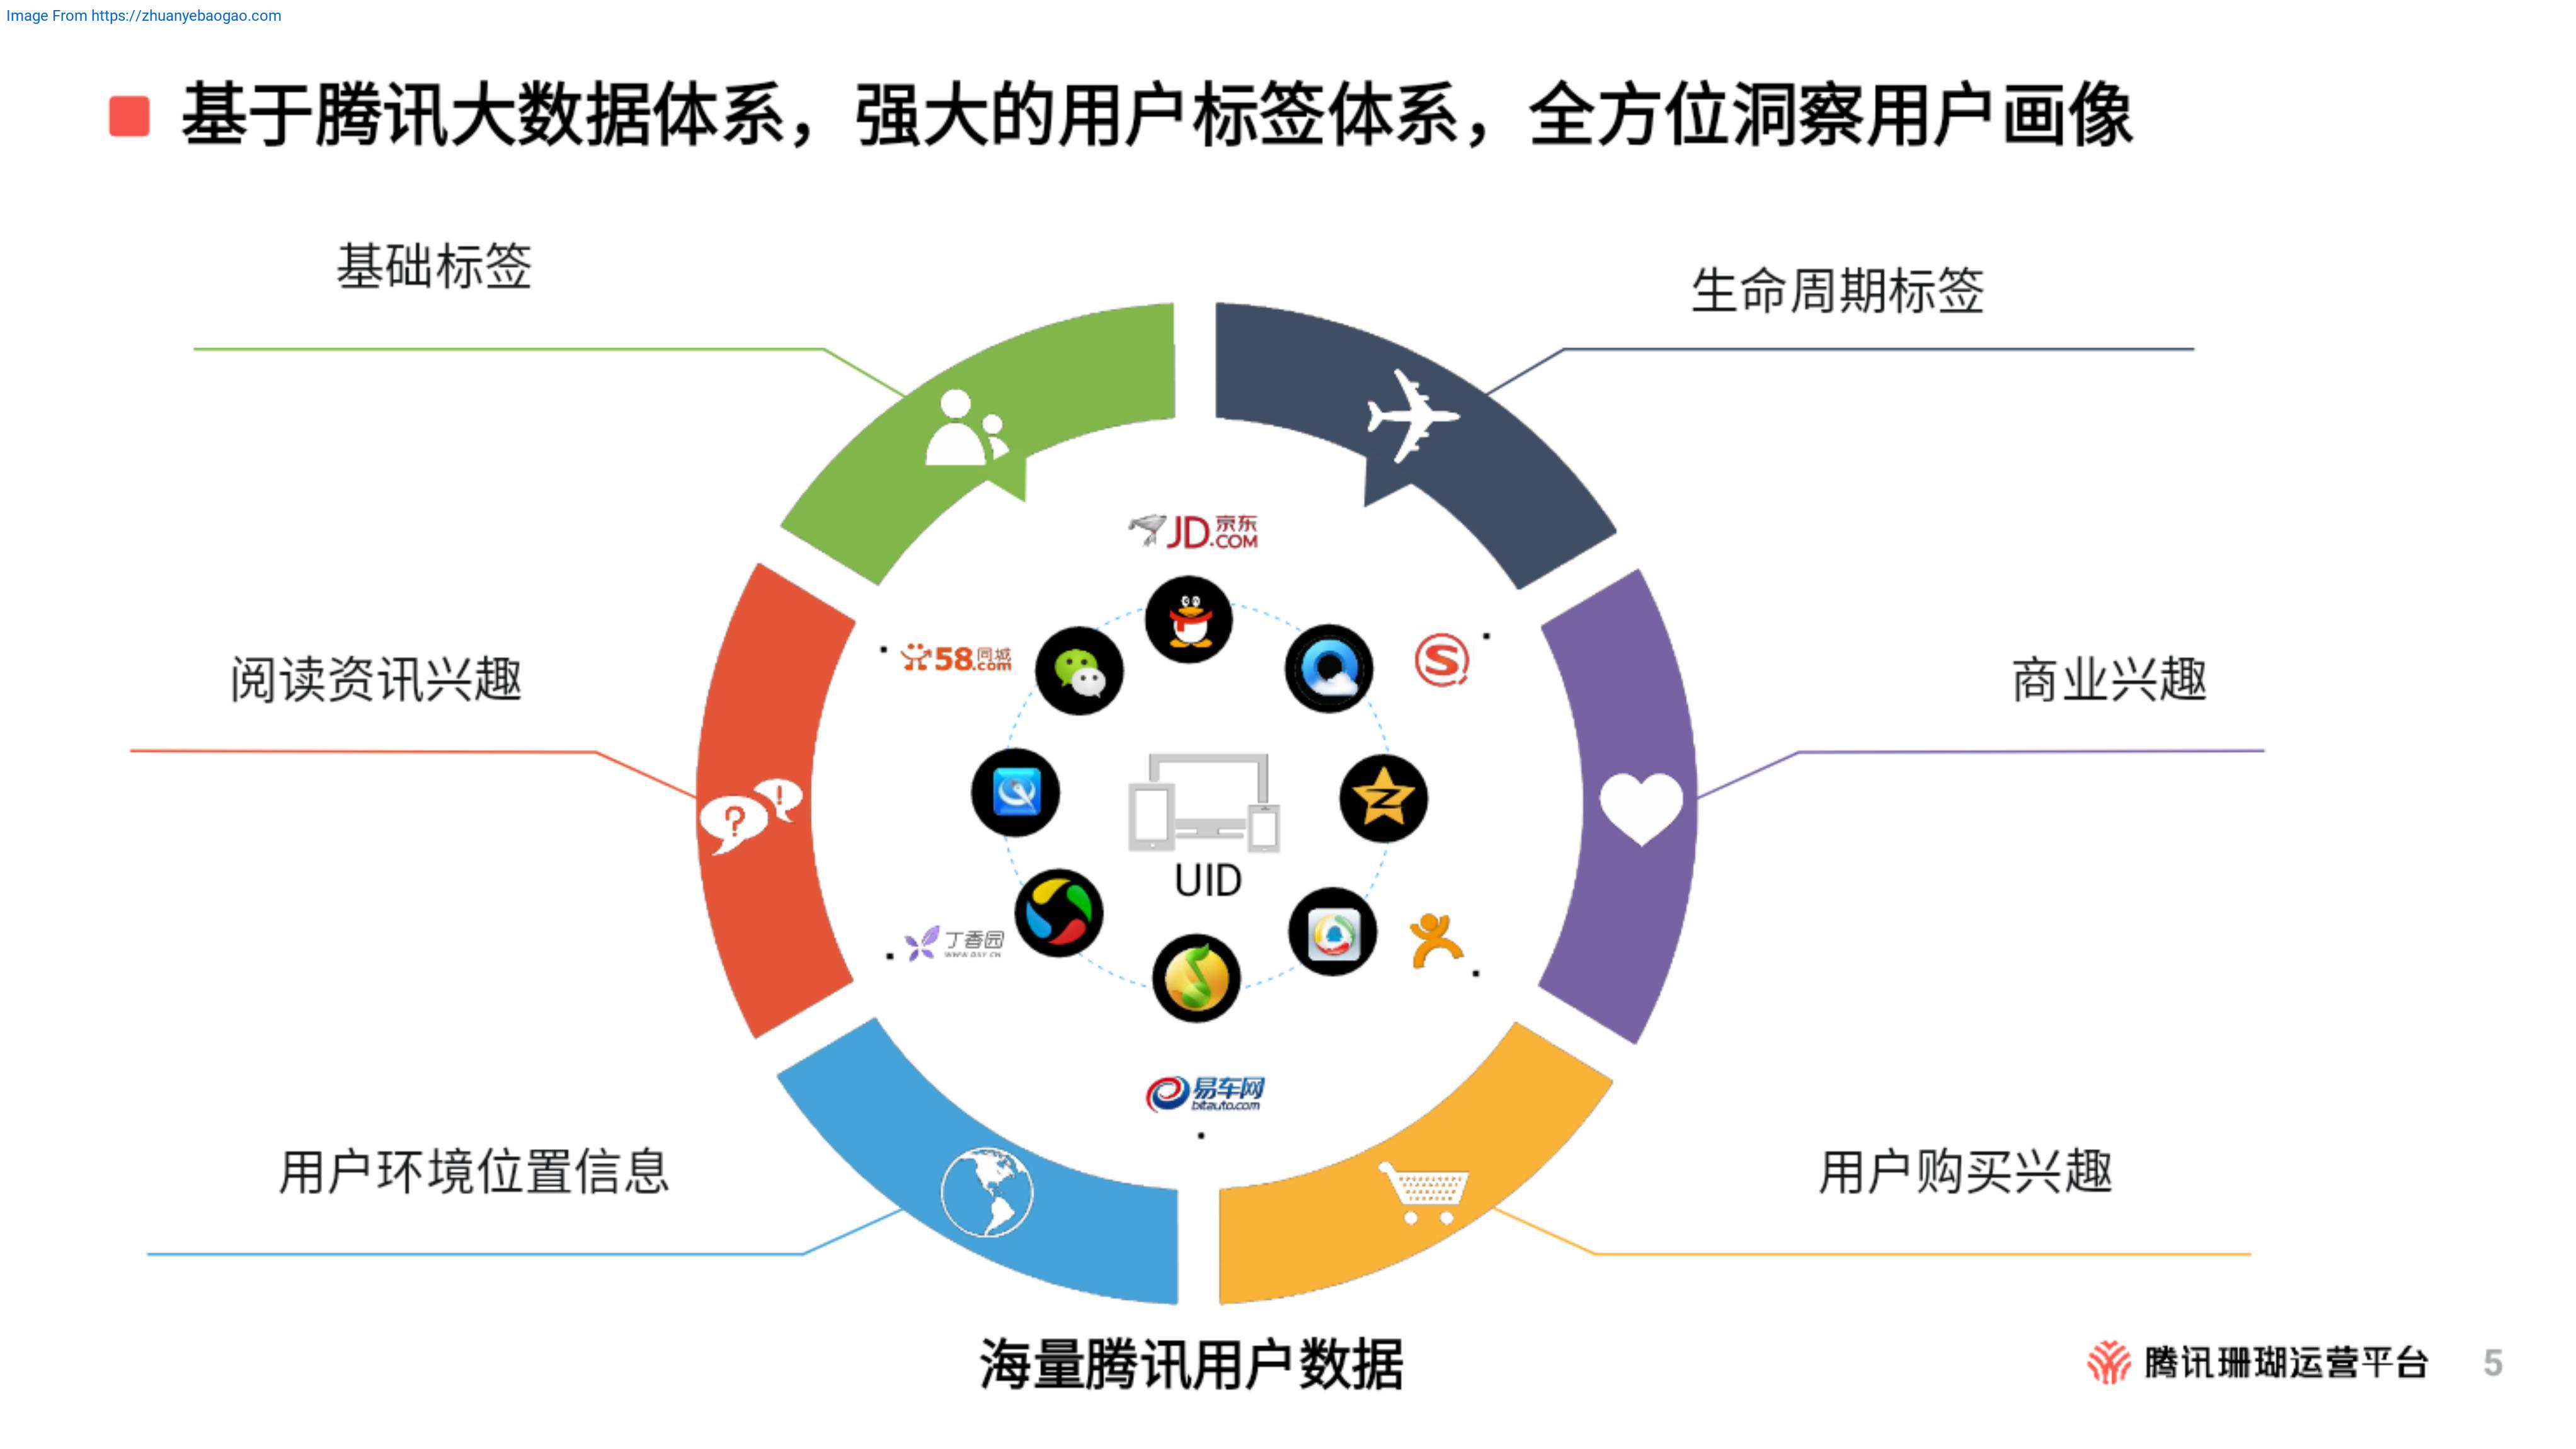 Image From https://zhuanyebaogao.com
基于腾讯大数据体系，强大的用户标签体系，全方位洞察用户画像
基础标签
生命周期标签
JD.COM 京东
58同城.com
S
阅读资讯兴趣
商业兴趣
? !
Z
UID
丁香园
WWW.DXY.CN
易车网
bitauto.com
用户环境位置信息
用户购买兴趣
海量腾讯用户数据
腾讯珊瑚运营平台 5